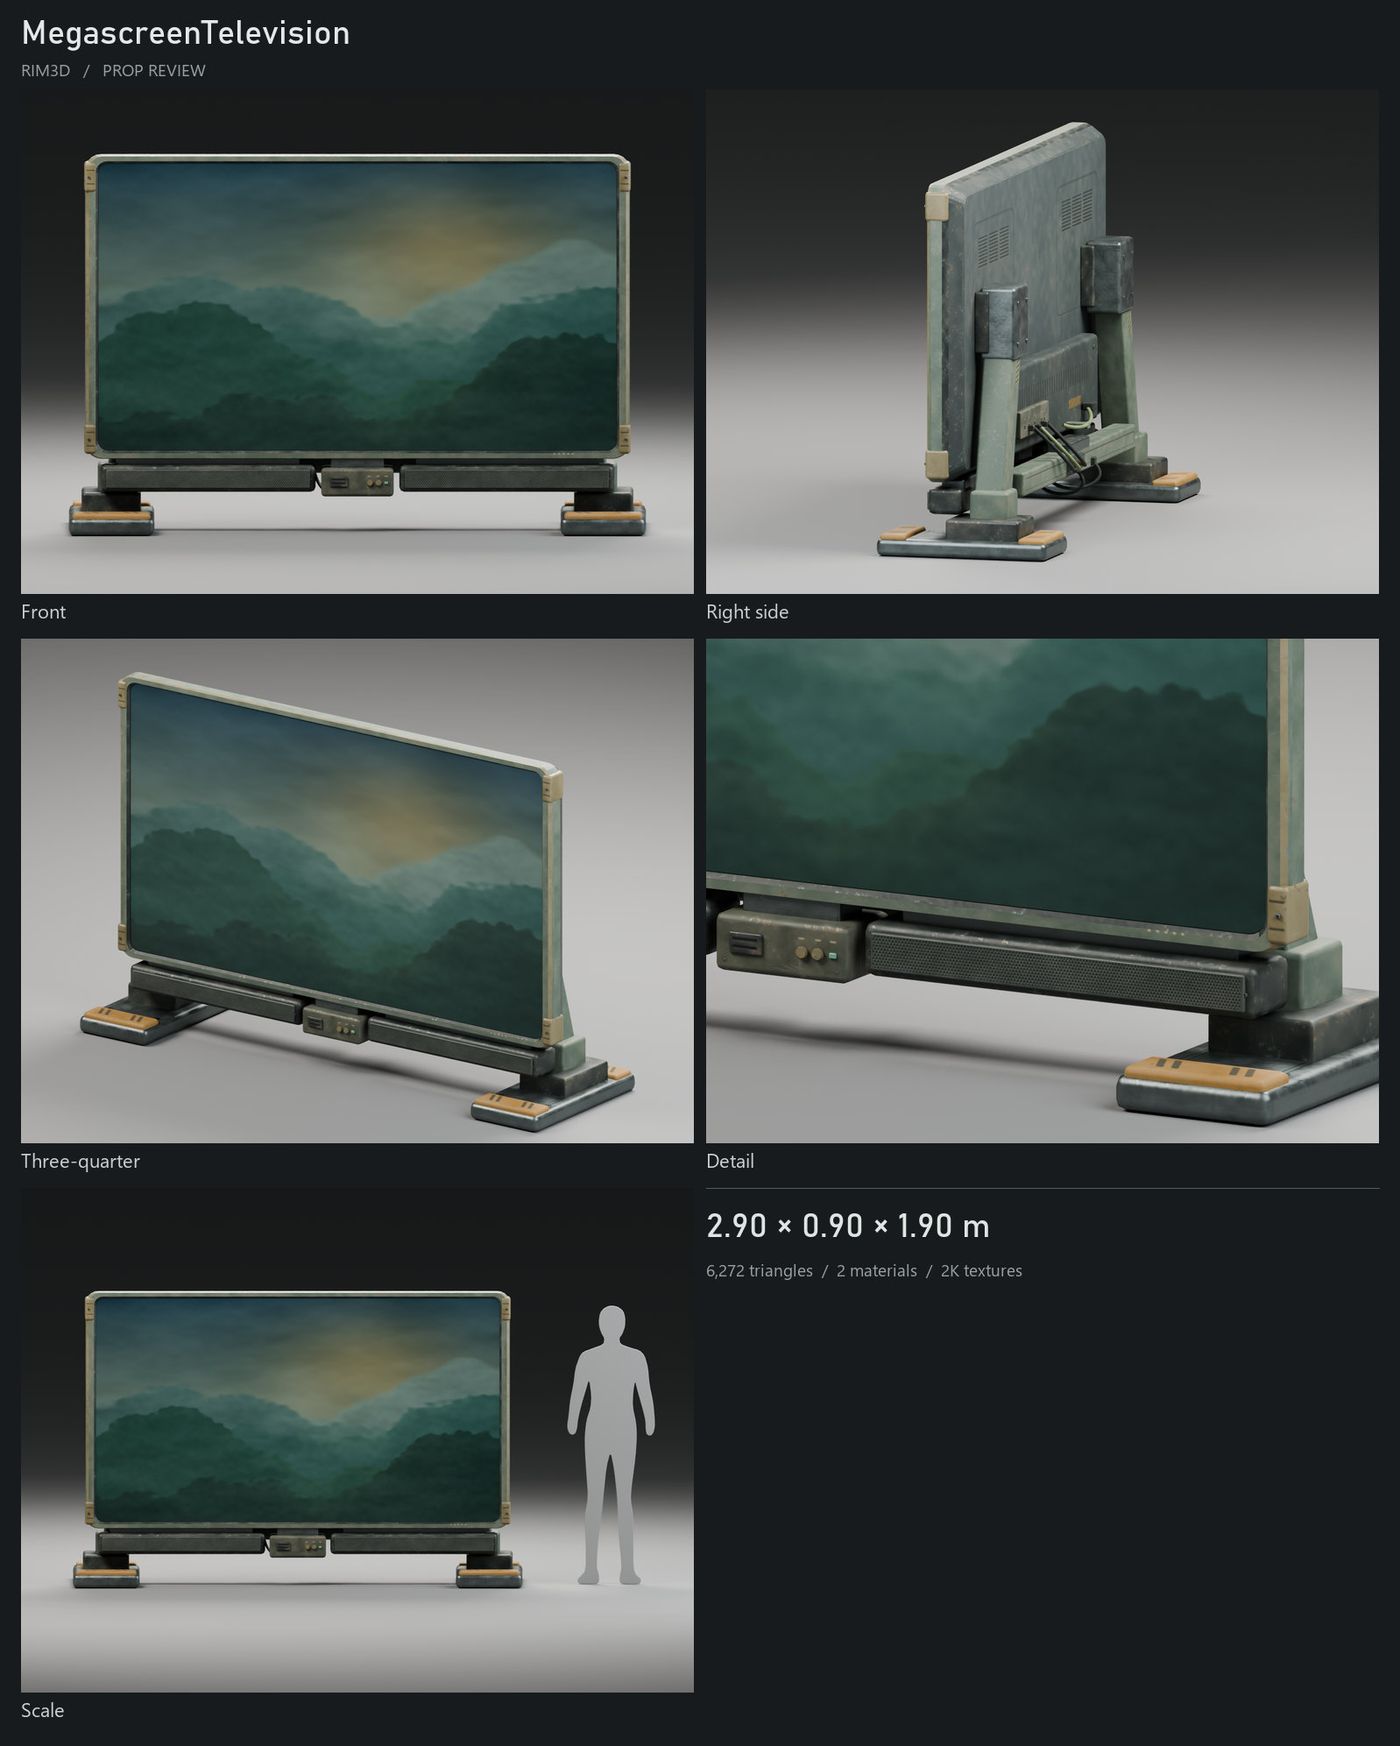 MegascreenTelevision
RIM3D / PROP REVIEW
Front
Right side
Three-quarter
Detail
2.90 × 0.90 × 1.90 m
6,272 triangles / 2 materials / 2K textures
Scale